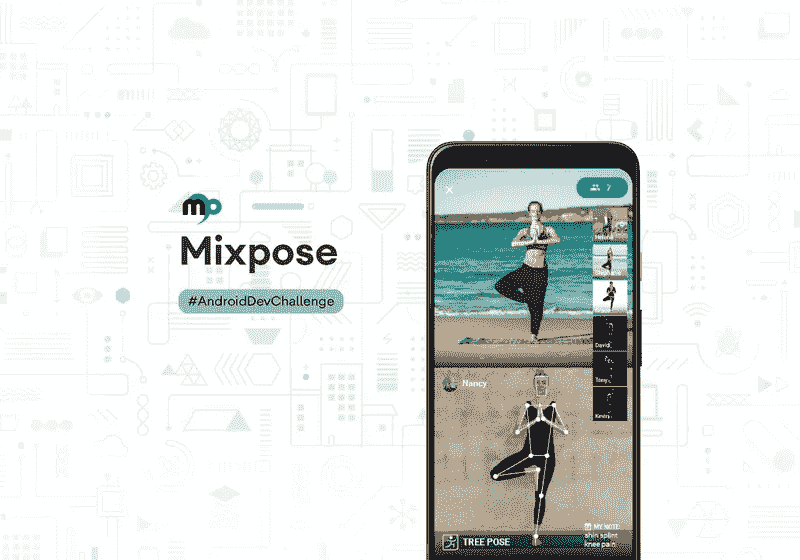 mp
Mixpose
#AndroidDevChallenge
7
David
Tony
Kevin
Nancy
TREE POSE
MY NOTE
shin splint
knee pain